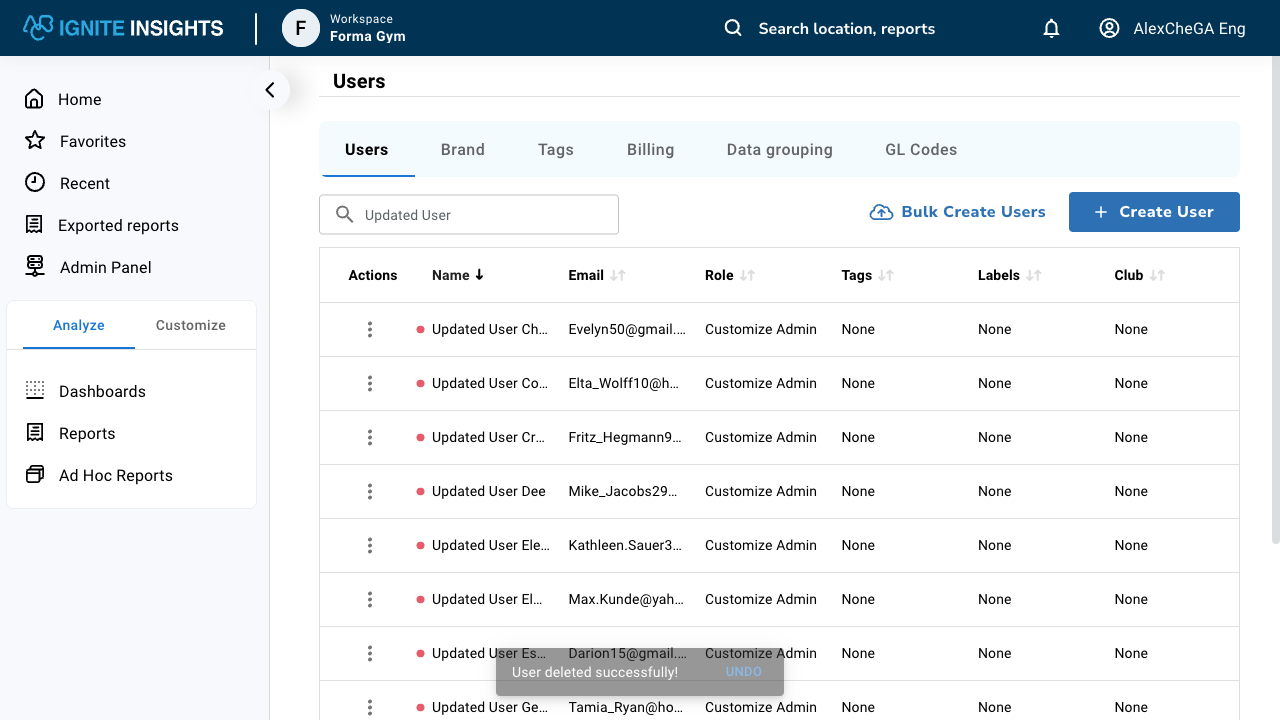 IGNITE INSIGHTS
F
Workspace
Forma Gym
Search location, reports
AlexCheGA Eng
Home
Favorites
Recent
Exported reports
Admin Panel
Analyze
Customize
Dashboards
Reports
Ad Hoc Reports
Users
Users Brand Tags Billing Data grouping GL Codes
Updated User
Bulk Create Users
Create User
Actions Name Email Role Tags Labels Club
Updated User Ch... Evelyn50@gmail.... Customize Admin None None None
Updated User Co... Elta_Wolff10@h... Customize Admin None None None
Updated User Cr... Fritz_Hegmann9... Customize Admin None None None
Updated User Dee Mike_Jacobs29... Customize Admin None None None
Updated User Ele... Kathleen.Sauer3... Customize Admin None None None
Updated User El... Max.Kunde@yah... Customize Admin None None None
Updated User Es... Darion15@gmail.... Customize Admin None None None
User deleted successfully! UNDO
Updated User Ge... Tamia_Ryan@ho... Customize Admin None None None